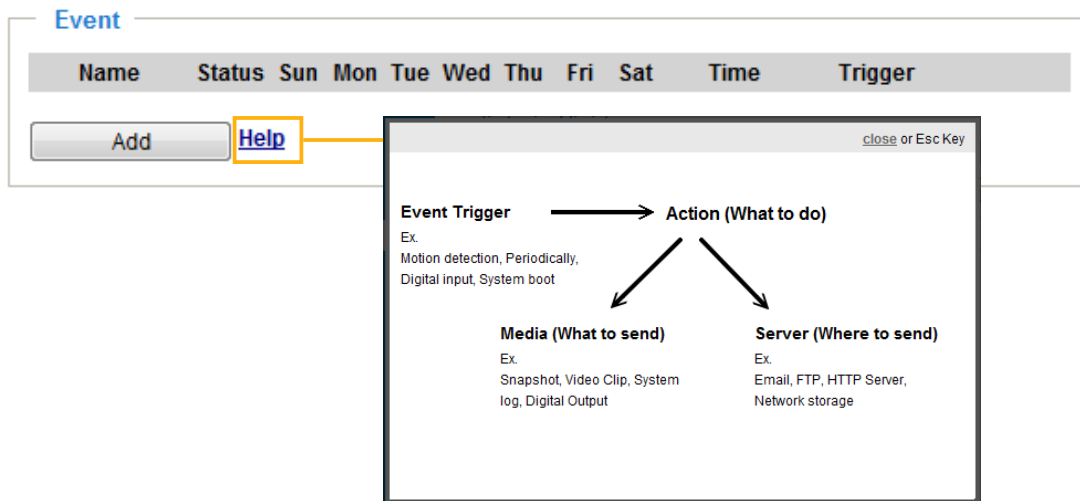 Event
Name Status Sun Mon Tue Wed Thu Fri Sat Time Trigger
Add Help
close or Esc Key
Event Trigger Action (What to do)
Ex.
Motion detection, Periodically,
Digital input, System boot
Media (What to send)
Ex.
Snapshot, Video Clip, System
log, Digital Output
Server (Where to send)
Ex.
Email, FTP, HTTP Server,
Network storage